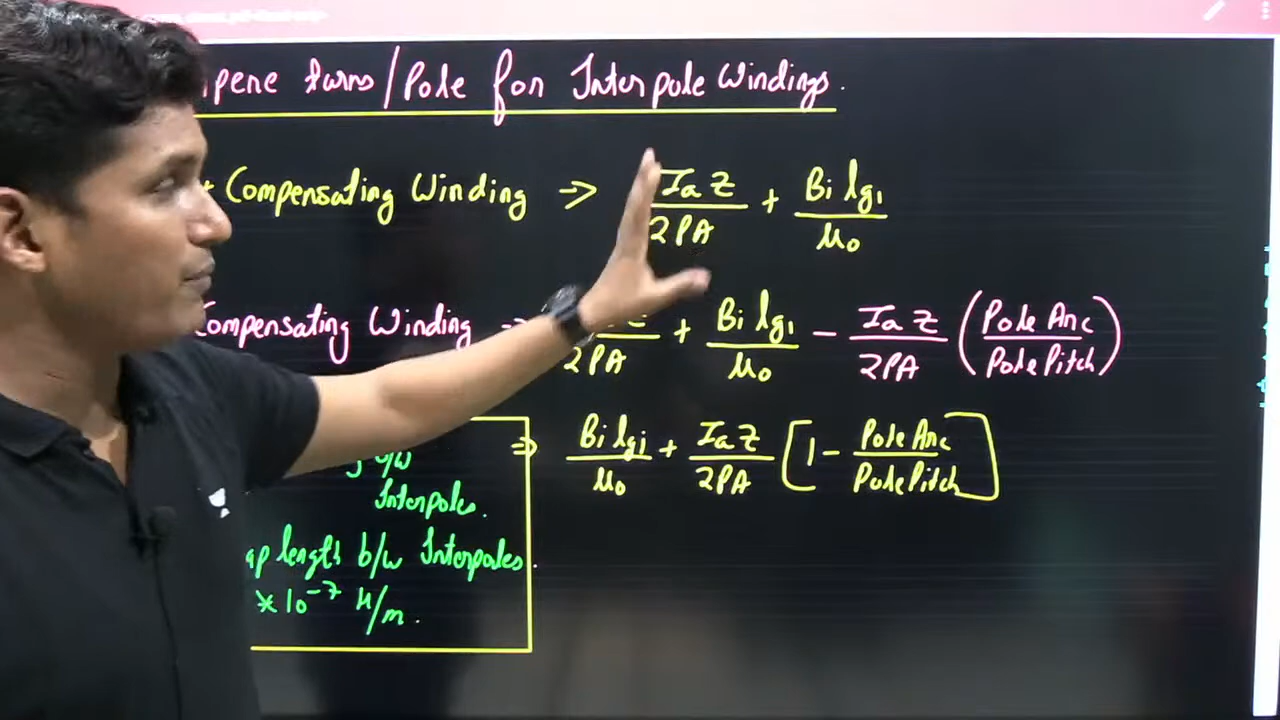 pere turns/Pole for Interpole Windings.
Compensating Winding → IaZ/2PA + Bi lgi/μ0
Compensating Winding → 2PA + Bi lgi/μ0 - IaZ/2PA (Pole Arc/Pole Pitch)
⇒ Bi lgi/μ0 + IaZ/2PA [1 - Pole Arc/Pole Pitch]
b/w
Interpoles.
ap length b/w Interpoles.
*10^-7 H/m.